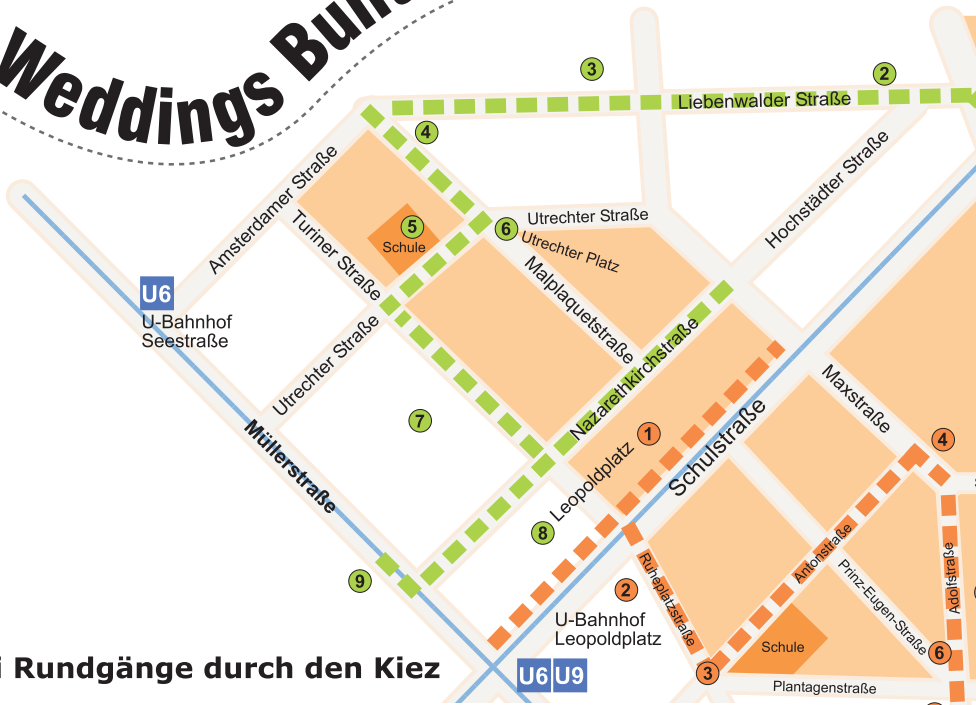 Weddings Bun
3
2
Liebenwalder Straße
4
Amsterdamer Straße
Hochstädter Straße
5
Schule
Utrechter Straße
6
Utrechter Platz
Turiner Straße
Malplaquetstraße
U6
U-Bahnhof
Seestraße
Utrechter Straße
Nazarethkirchstraße
Maxstraße
7
Müllerstraße
1
Leopoldplatz
Schulstraße
4
8
9
Antonstraße
Ruheplatzstraße
2
U-Bahnhof
Leopoldplatz
Prinz-Eugen-Straße
Adolfstraße
Schule
6
i Rundgänge durch den Kiez
U6 U9
3
Plantagenstraße